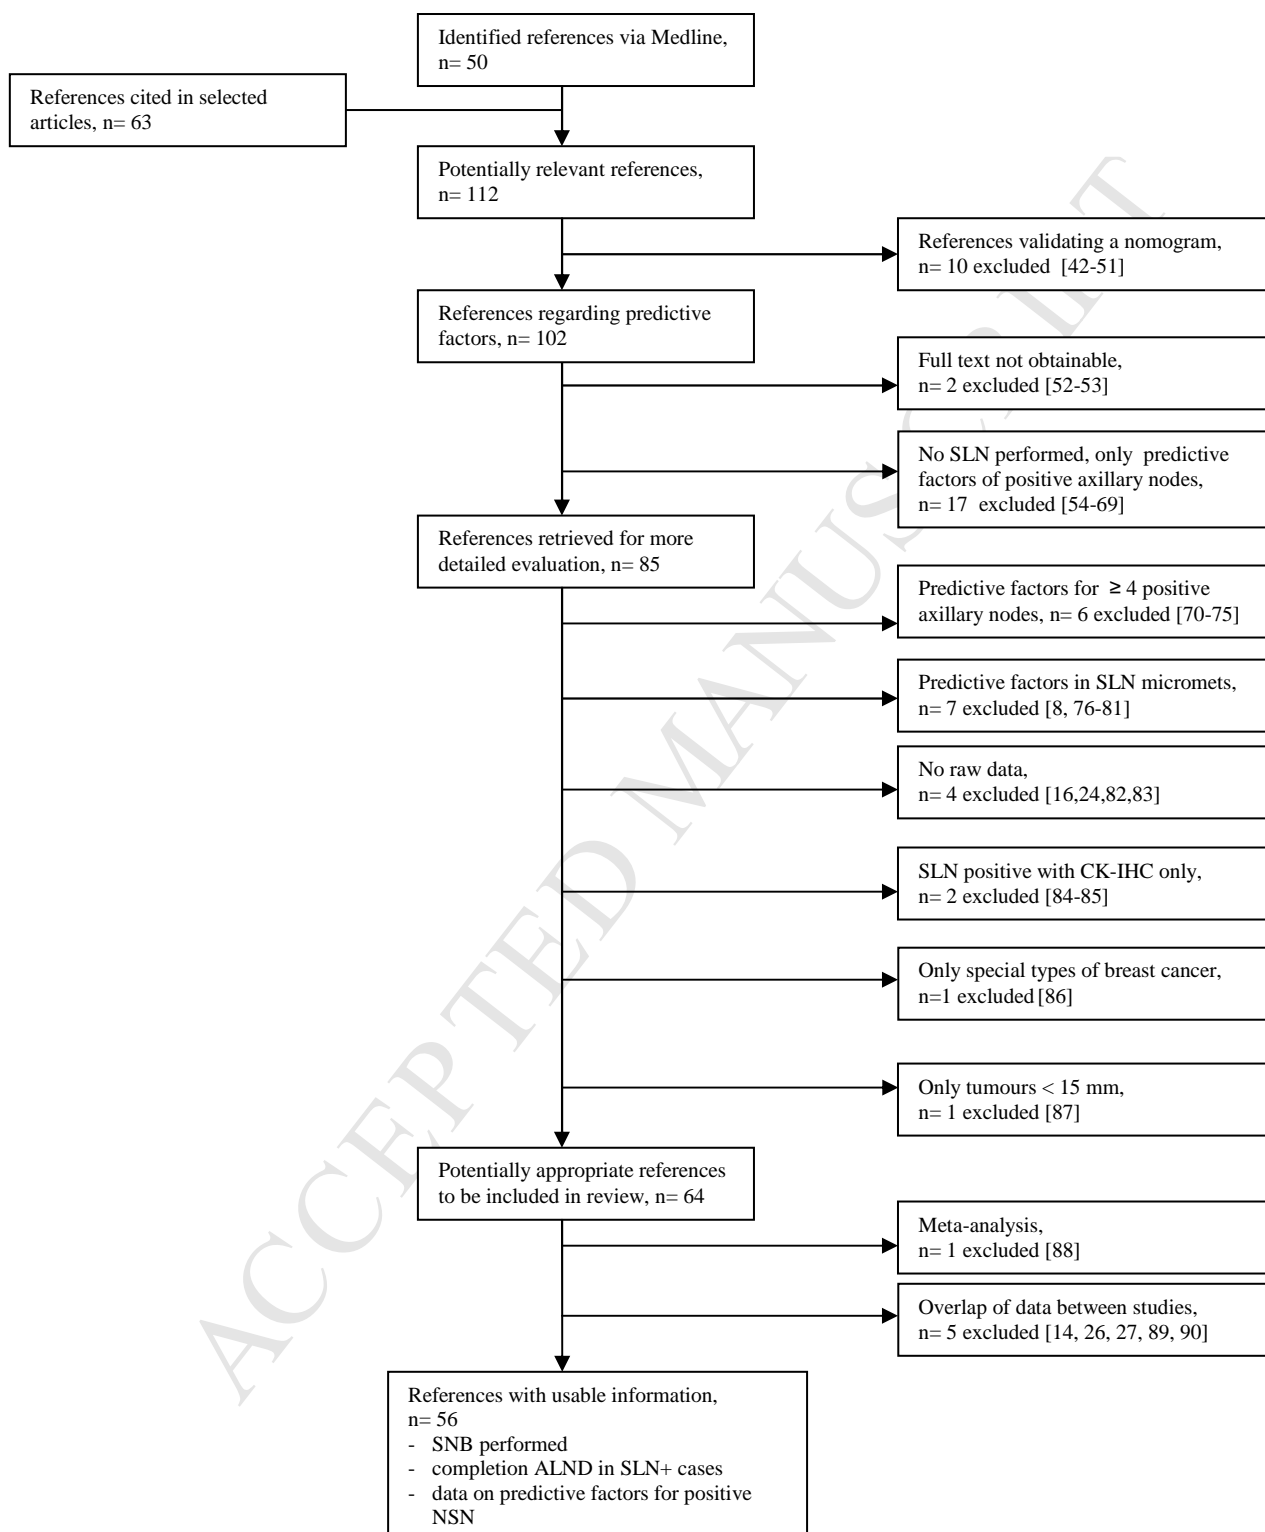 Identified references via Medline,
n= 50
References cited in selected
articles, n= 63
Potentially relevant references,
n= 112
References validating a nomogram,
n= 10 excluded [42-51]
References regarding predictive
factors, n= 102
Full text not obtainable,
n= 2 excluded [52-53]
No SLN performed, only predictive
factors of positive axillary nodes,
n= 17 excluded [54-69]
References retrieved for more
detailed evaluation, n= 85
Predictive factors for ≥ 4 positive
axillary nodes, n= 6 excluded [70-75]
Predictive factors in SLN micromets,
n= 7 excluded [8, 76-81]
No raw data,
n= 4 excluded [16,24,82,83]
SLN positive with CK-IHC only,
n= 2 excluded [84-85]
Only special types of breast cancer,
n=1 excluded [86]
Only tumours < 15 mm,
n= 1 excluded [87]
Potentially appropriate references
to be included in review, n= 64
Meta-analysis,
n= 1 excluded [88]
Overlap of data between studies,
n= 5 excluded [14, 26, 27, 89, 90]
References with usable information,
n= 56
- SNB performed
- completion ALND in SLN+ cases
- data on predictive factors for positive
NSN
ACCEPTED MANUSCRIPT